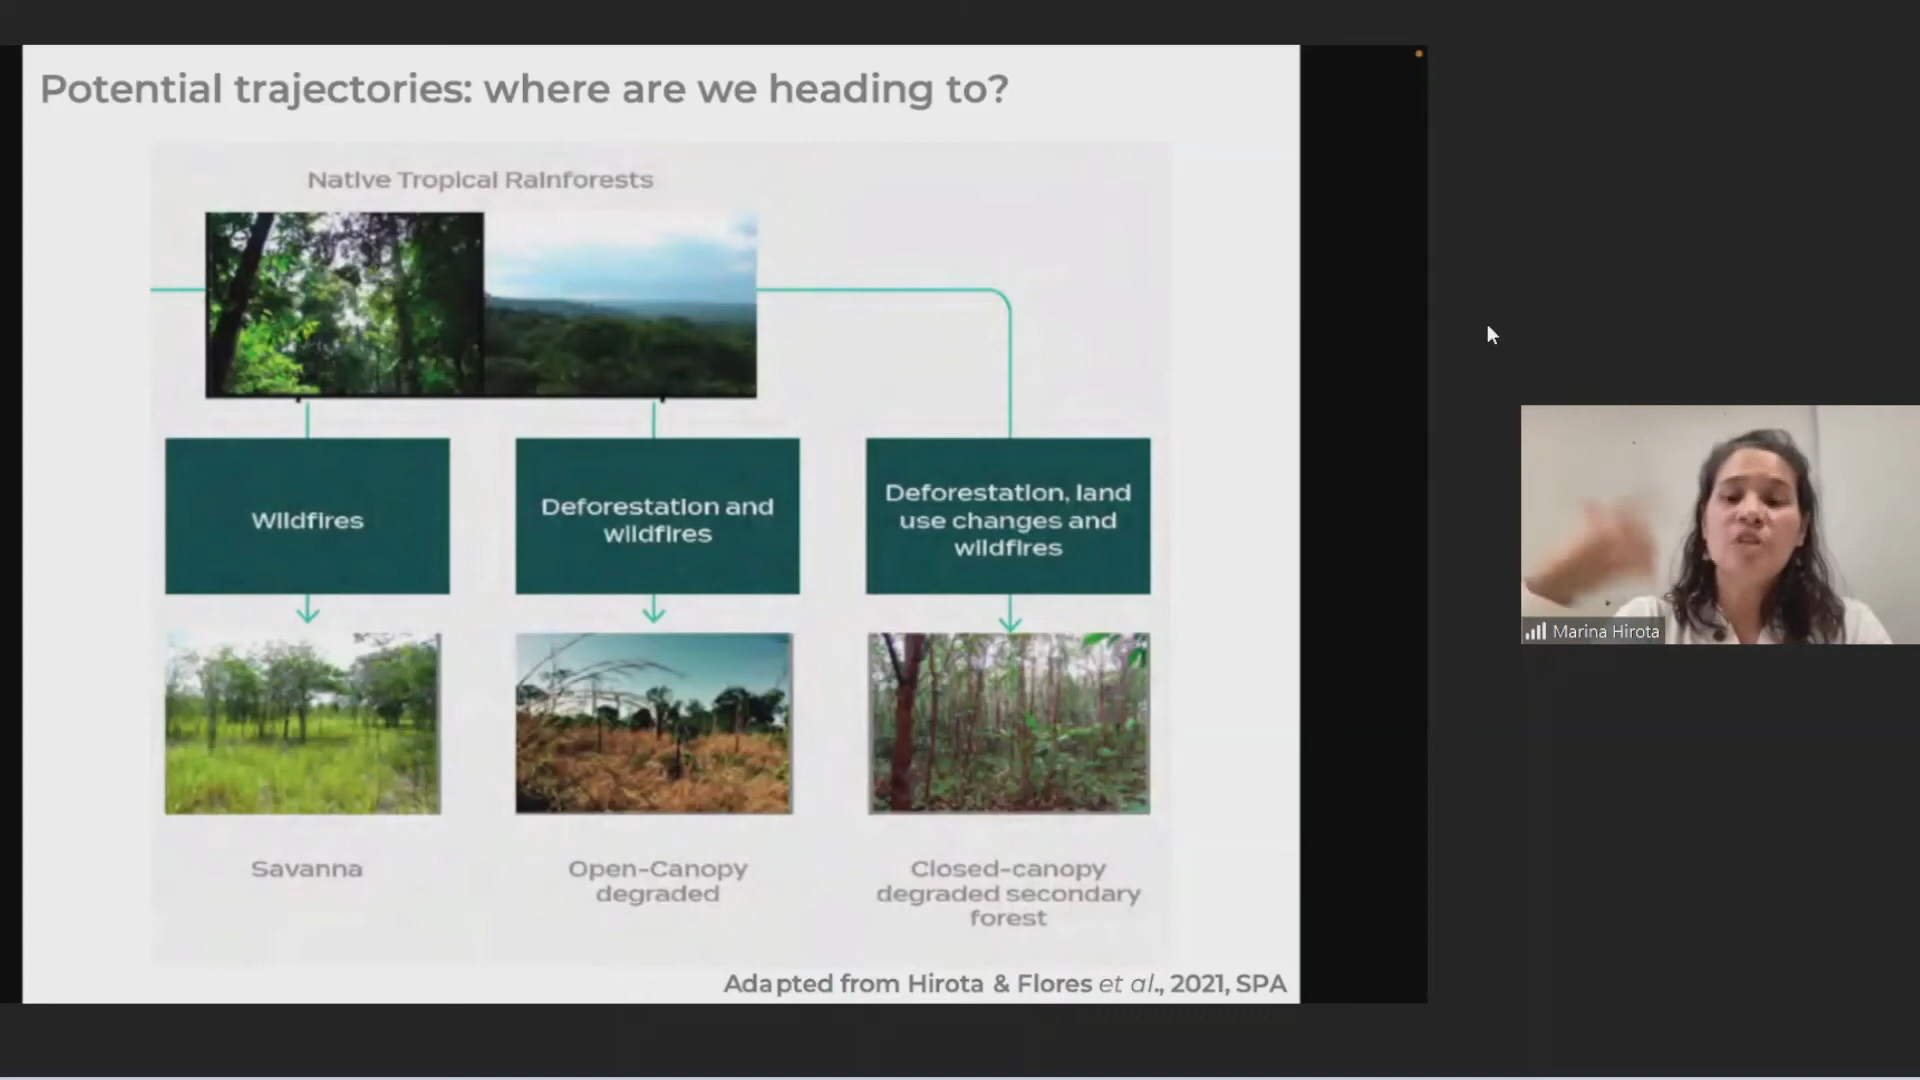 Potential trajectories: where are we heading to?
Native Tropical Rainforests
Wildfires
Deforestation and
wildfires
Deforestation, land
use changes and
wildfires
Savanna
Open-Canopy
degraded
Closed-canopy
degraded secondary
forest
Adapted from Hirota & Flores et al., 2021, SPA
Marina Hirota